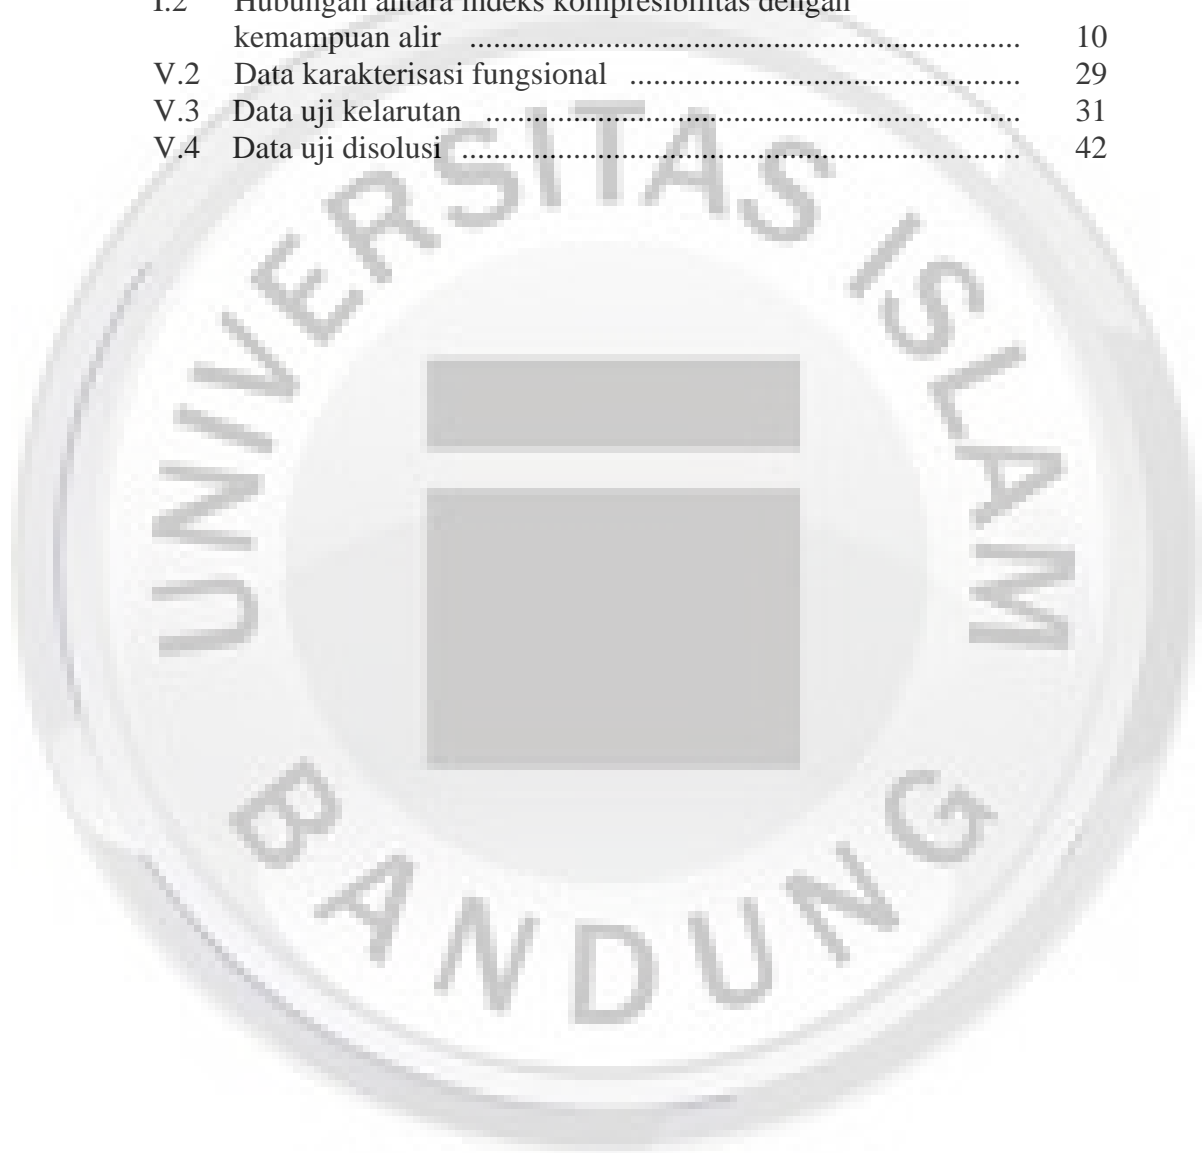 I.2 Hubungan antara indeks kompresibilitas dengan
kemampuan alir ...................................................................... 10
V.2 Data karakterisasi fungsional .................................................. 29
V.3 Data uji kelarutan .................................................................... 31
V.4 Data uji disolusi ....................................................................... 42
UNIVERSITAS ISLAM
BANDUNG